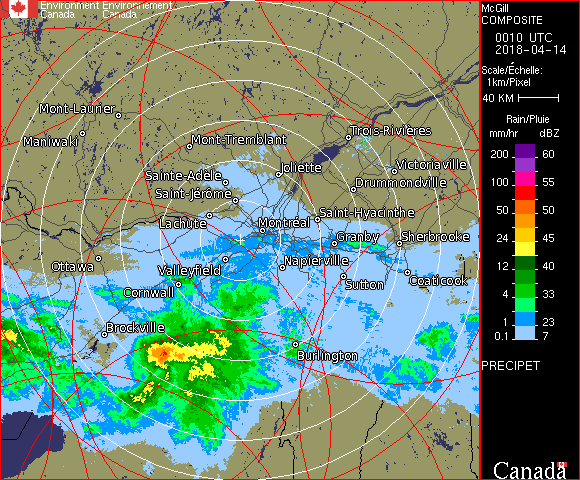 Environment Environnement
Canada Canada
McGill
COMPOSITE
0010 UTC
2018-04-14
Scale/Échelle:
1km/Pixel
40 KM
Rain/Pluie
mm/hr dBZ
200 60
100 55
50 50
24 45
12 40
4 33
1 23
0.1 7
PRECIPET
Canada
Mont-Laurier
Maniwaki
Mont-Tremblant
Trois-Rivières
Joliette
Victoriaville
Sainte-Adele
Drummondville
Saint-Jérôme
Lachute
Saint-Hyacinthe
Montréal
Granby
Sherbrooke
Ottawa
Valleyfield
Napierville
Cornwall
Sutton
Coaticook
Brockville
Burlington